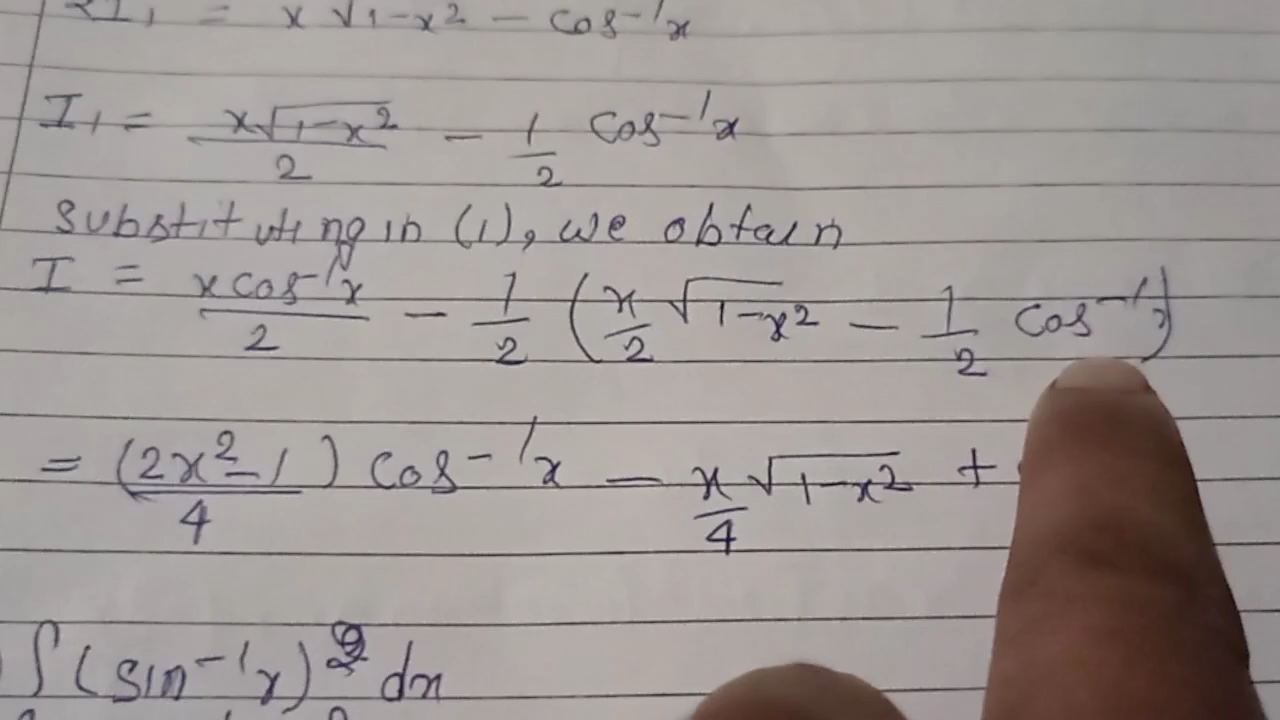 2I₁ = x√1-x² - cos⁻¹x
I₁ = x√1-x²/2 - 1/2 cos⁻¹x
substituting in (1), we obtain
I = x cos⁻¹x/2 - 1/2 (x/2 √1-x² - 1/2 cos⁻¹)
= (2x²-1)/4 cos⁻¹x - x/4 √1-x² +
∫(sin⁻¹x)² dx